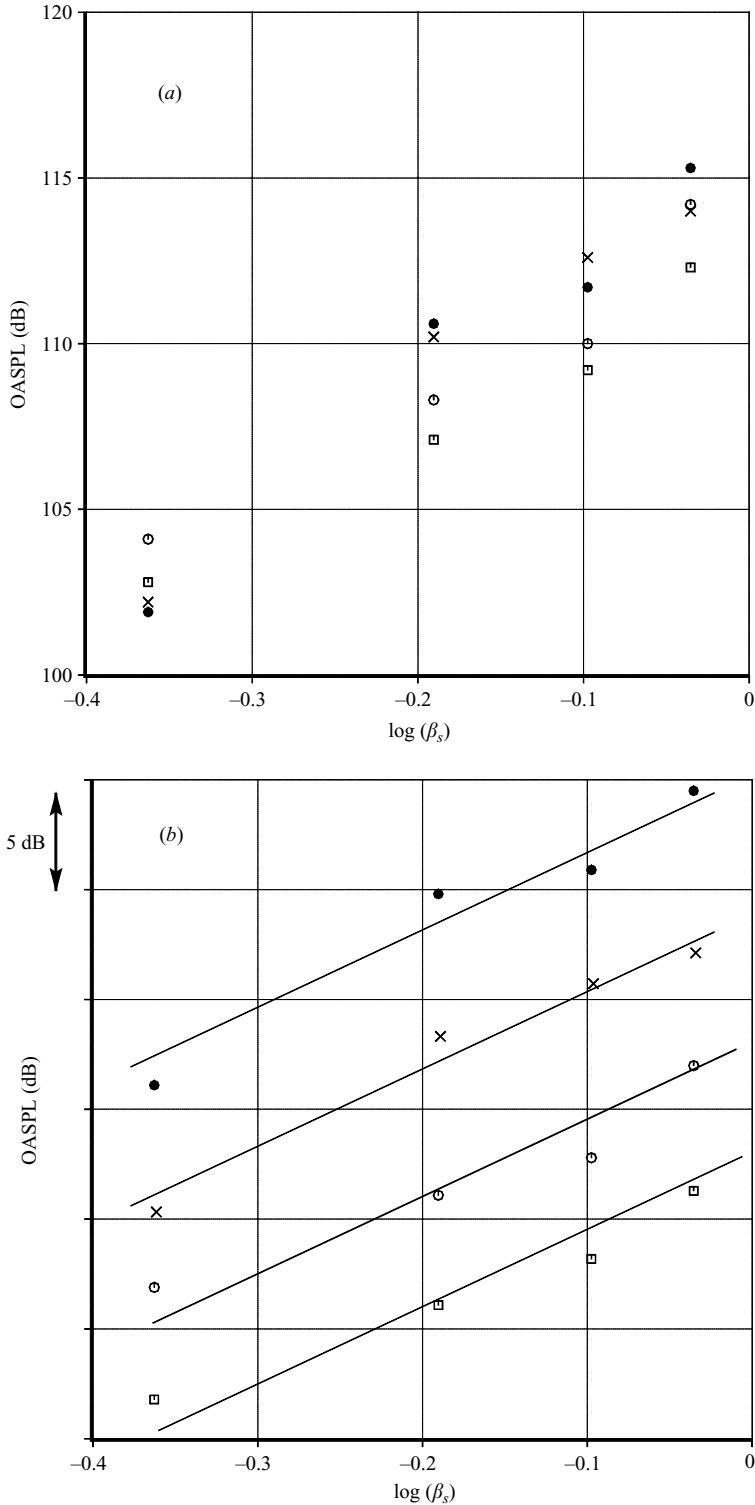 120
(a)
115
OASPL (dB)
110
105
100
–0.4
–0.3
–0.2
–0.1
0
log (βs)
5 dB
(b)
OASPL (dB)
–0.4
–0.3
–0.2
–0.1
0
log (βs)